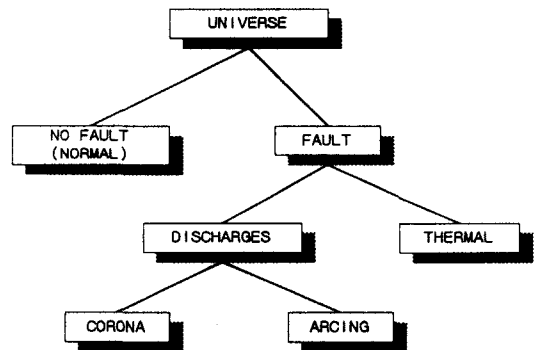 UNIVERSE
NO FAULT
(NORMAL)
FAULT
DISCHARGES
THERMAL
CORONA
ARCING